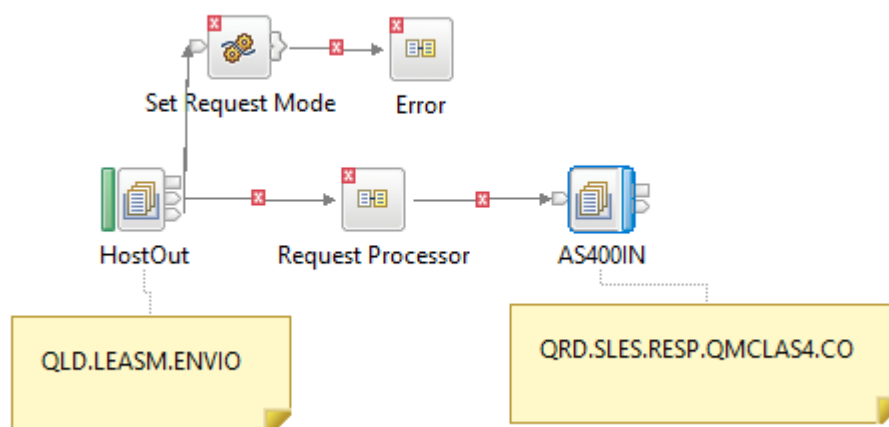 Set Request Mode
Error
HostOut
Request Processor
AS400IN
QLD.LEASM.ENVIO
QRD.SLES.RESP.QMCLAS4.CO